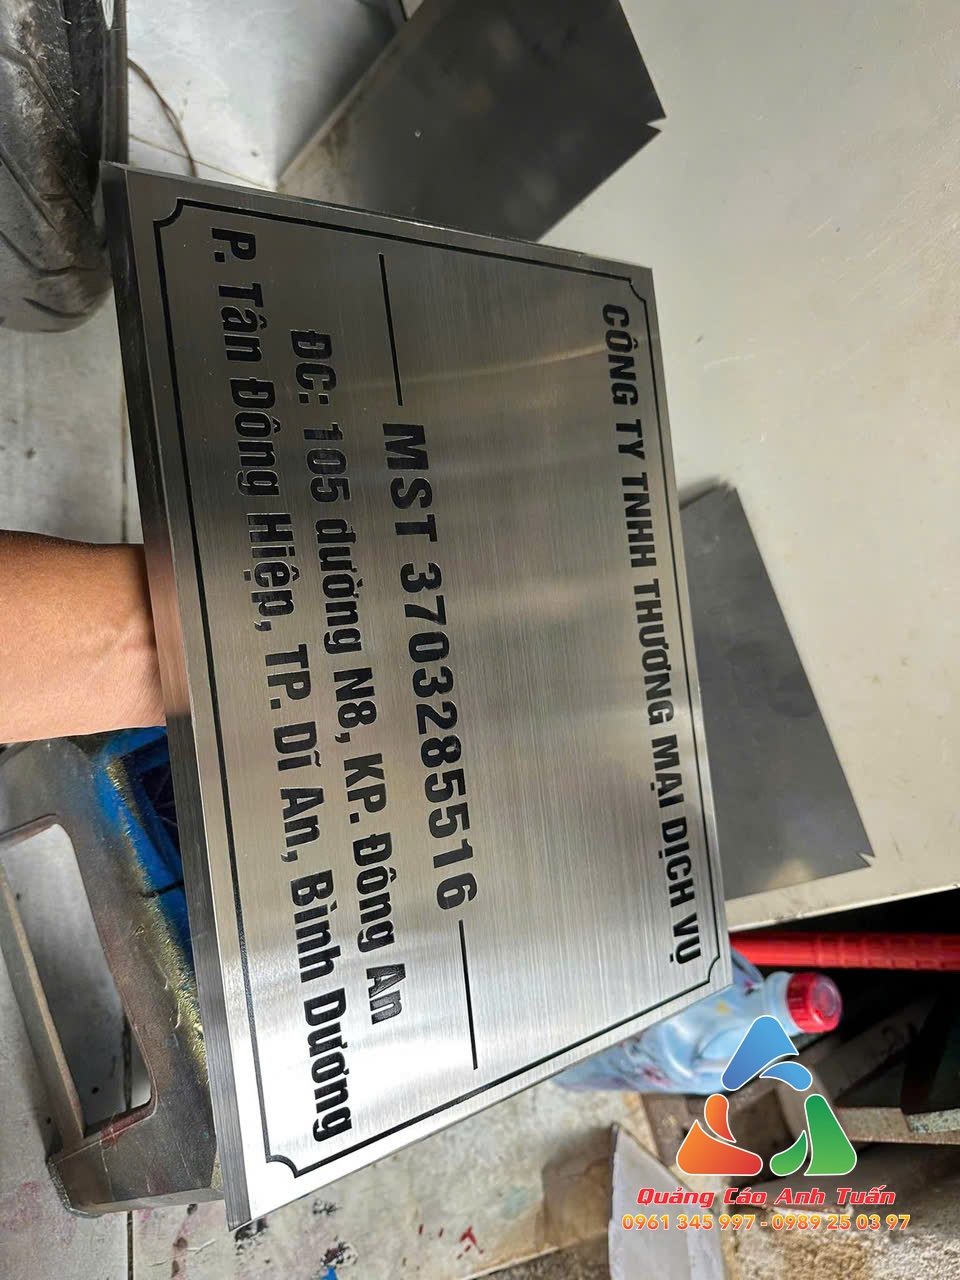 CÔNG TY TNHH THƯƠNG MẠI DỊCH VỤ
MST 3703285516
ĐC: 105 đường N8, KP. Đông An
P. Tân Đông Hiệp, TP. Dĩ An, Bình Dương
Quảng Cáo Anh Tuấn
0961 345 997 - 0989 25 03 97